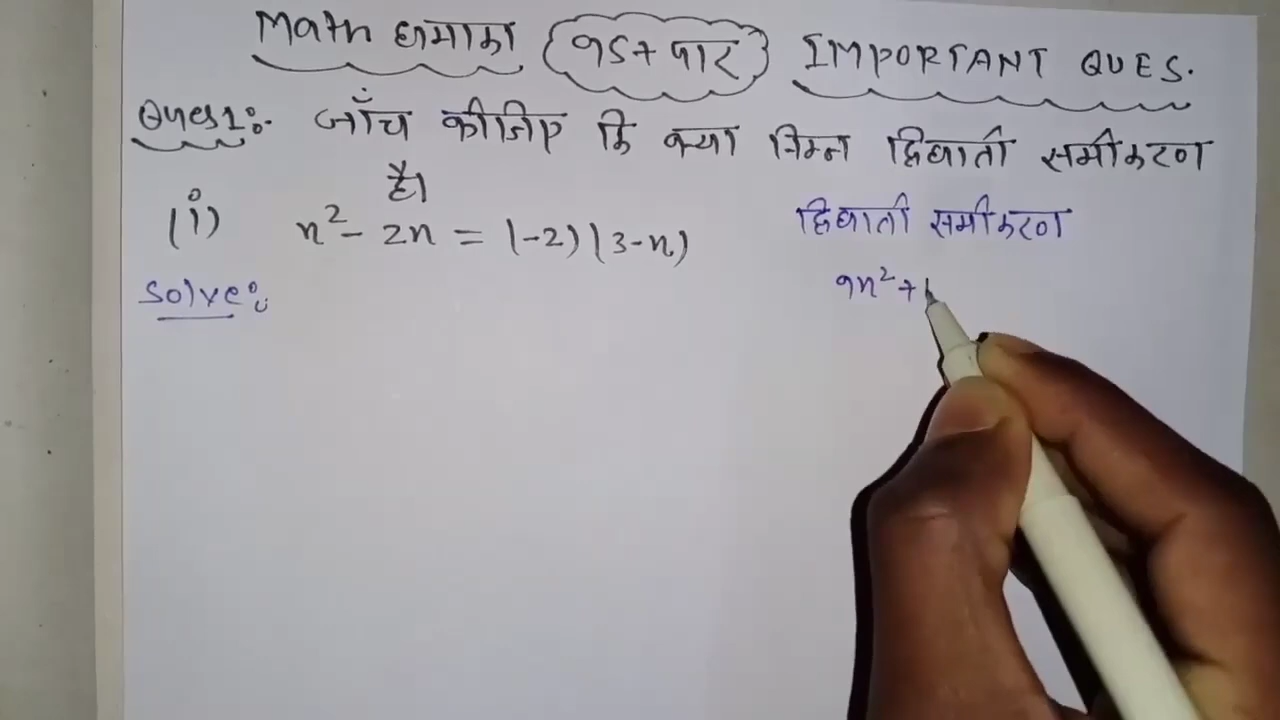 Math धमाका 95+ पार IMPORTANT QUES.
Ques1:- जाँच कीजिए कि क्या निम्न द्विघाती समीकरण
है।
(i) x² - 2x = (-2)(3-x)
द्विघाती समीकरण
Solve:
ax² +